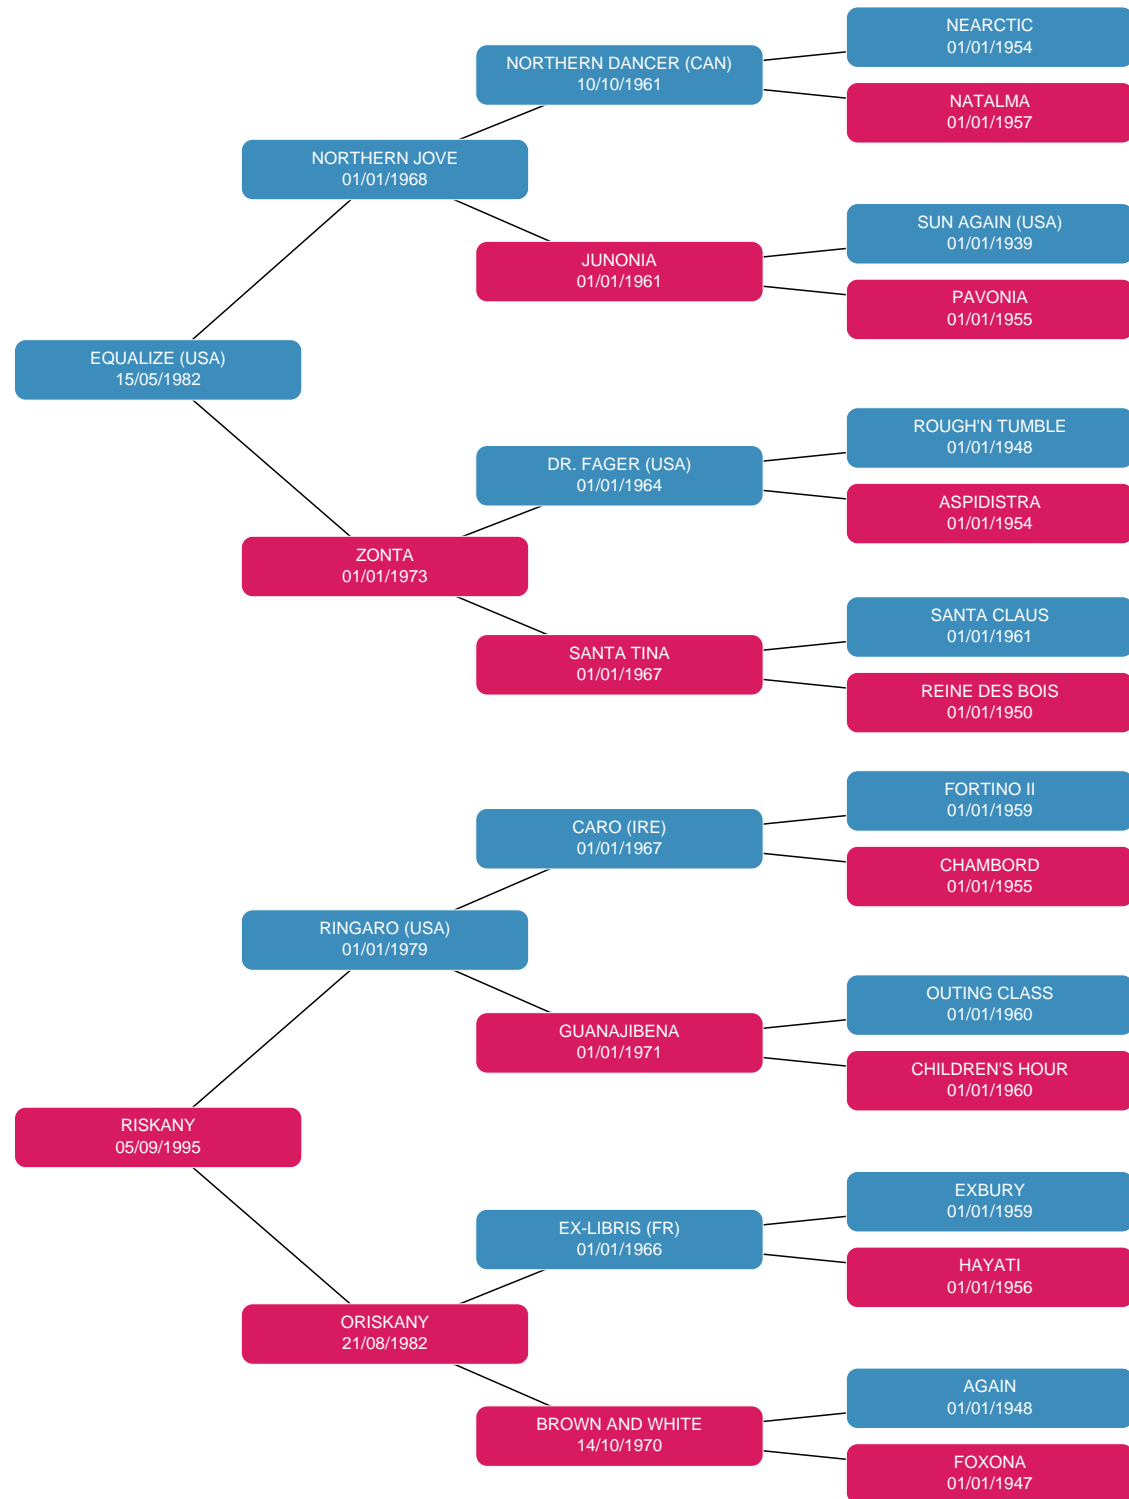 NEARCTIC
01/01/1954
NORTHERN DANCER (CAN)
10/10/1961
NATALMA
01/01/1957
NORTHERN JOVE
01/01/1968
SUN AGAIN (USA)
01/01/1939
JUNONIA
01/01/1961
PAVONIA
01/01/1955
EQUALIZE (USA)
15/05/1982
ROUGH'N TUMBLE
01/01/1948
DR. FAGER (USA)
01/01/1964
ASPIDISTRA
01/01/1954
ZONTA
01/01/1973
SANTA CLAUS
01/01/1961
SANTA TINA
01/01/1967
REINE DES BOIS
01/01/1950
FORTINO II
01/01/1959
CARO (IRE)
01/01/1967
CHAMBORD
01/01/1955
RINGARO (USA)
01/01/1979
OUTING CLASS
01/01/1960
GUANAJIBENA
01/01/1971
CHILDREN'S HOUR
01/01/1960
RISKANY
05/09/1995
EXBURY
01/01/1959
EX-LIBRIS (FR)
01/01/1966
HAYATI
01/01/1956
ORISKANY
21/08/1982
AGAIN
01/01/1948
BROWN AND WHITE
14/10/1970
FOXONA
01/01/1947